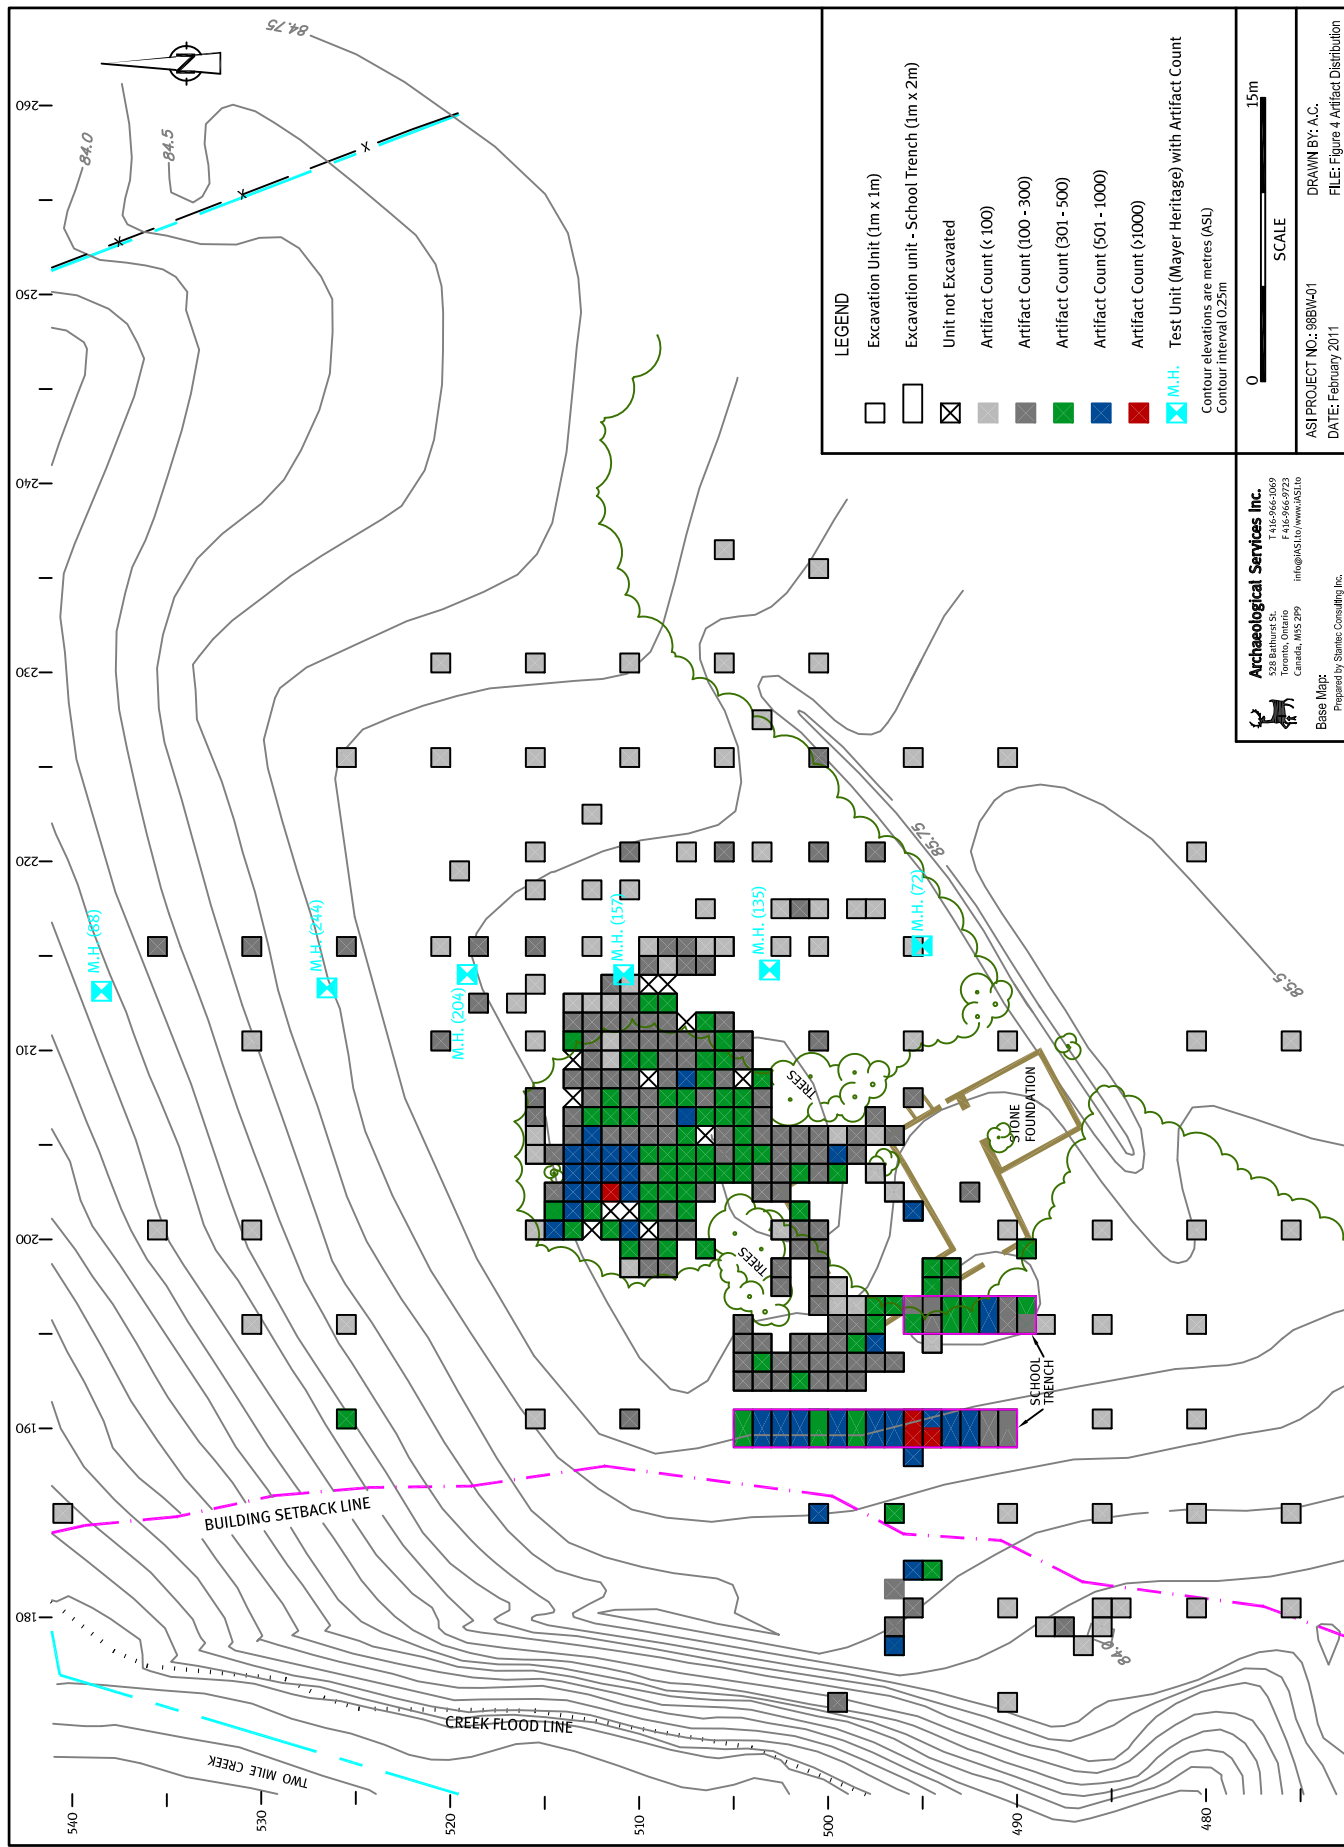 84.75
N
84.0
84.5
260
250
240
230
220
210
200
190
180
540
530
520
510
500
490
480
x
x
x
M.H. (88)
M.H. (244)
M.H. (204)
M.H. (157)
M.H. (135)
M.H. (72)
85.75
85.5
84.0
TREES
TREES
STONE
FOUNDATION
SCHOOL
TRENCH
BUILDING SETBACK LINE
CREEK FLOOD LINE
TWO MILE CREEK
LEGEND
Excavation Unit (1m x 1m)
Excavation unit - School Trench (1m x 2m)
Unit not Excavated
Artifact Count (< 100)
Artifact Count (100 - 300)
Artifact Count (301 - 500)
Artifact Count (501 - 1000)
Artifact Count (>1000)
M.H. Test Unit (Mayer Heritage) with Artifact Count
Contour elevations are metres (ASL)
Contour interval 0.25m
0 15m
SCALE
Archaeological Services Inc.
528 Bathurst St. T 416-966-1069
Toronto, Ontario F 416-966-9723
Canada, M5S 2P9 info@iASI.to/www.iASI.to
Base Map:
Prepared by Stantec Consulting Inc.
ASI PROJECT NO.: 98BW-01 DRAWN BY: A.C.
DATE: February 2011 FILE: Figure 4 Artifact Distribution